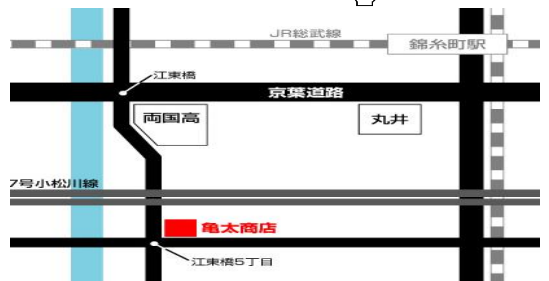 JR総武線
錦糸町駅
江東橋
京葉道路
両国高
丸井
7号小松川線
亀太商店
江東橋5丁目